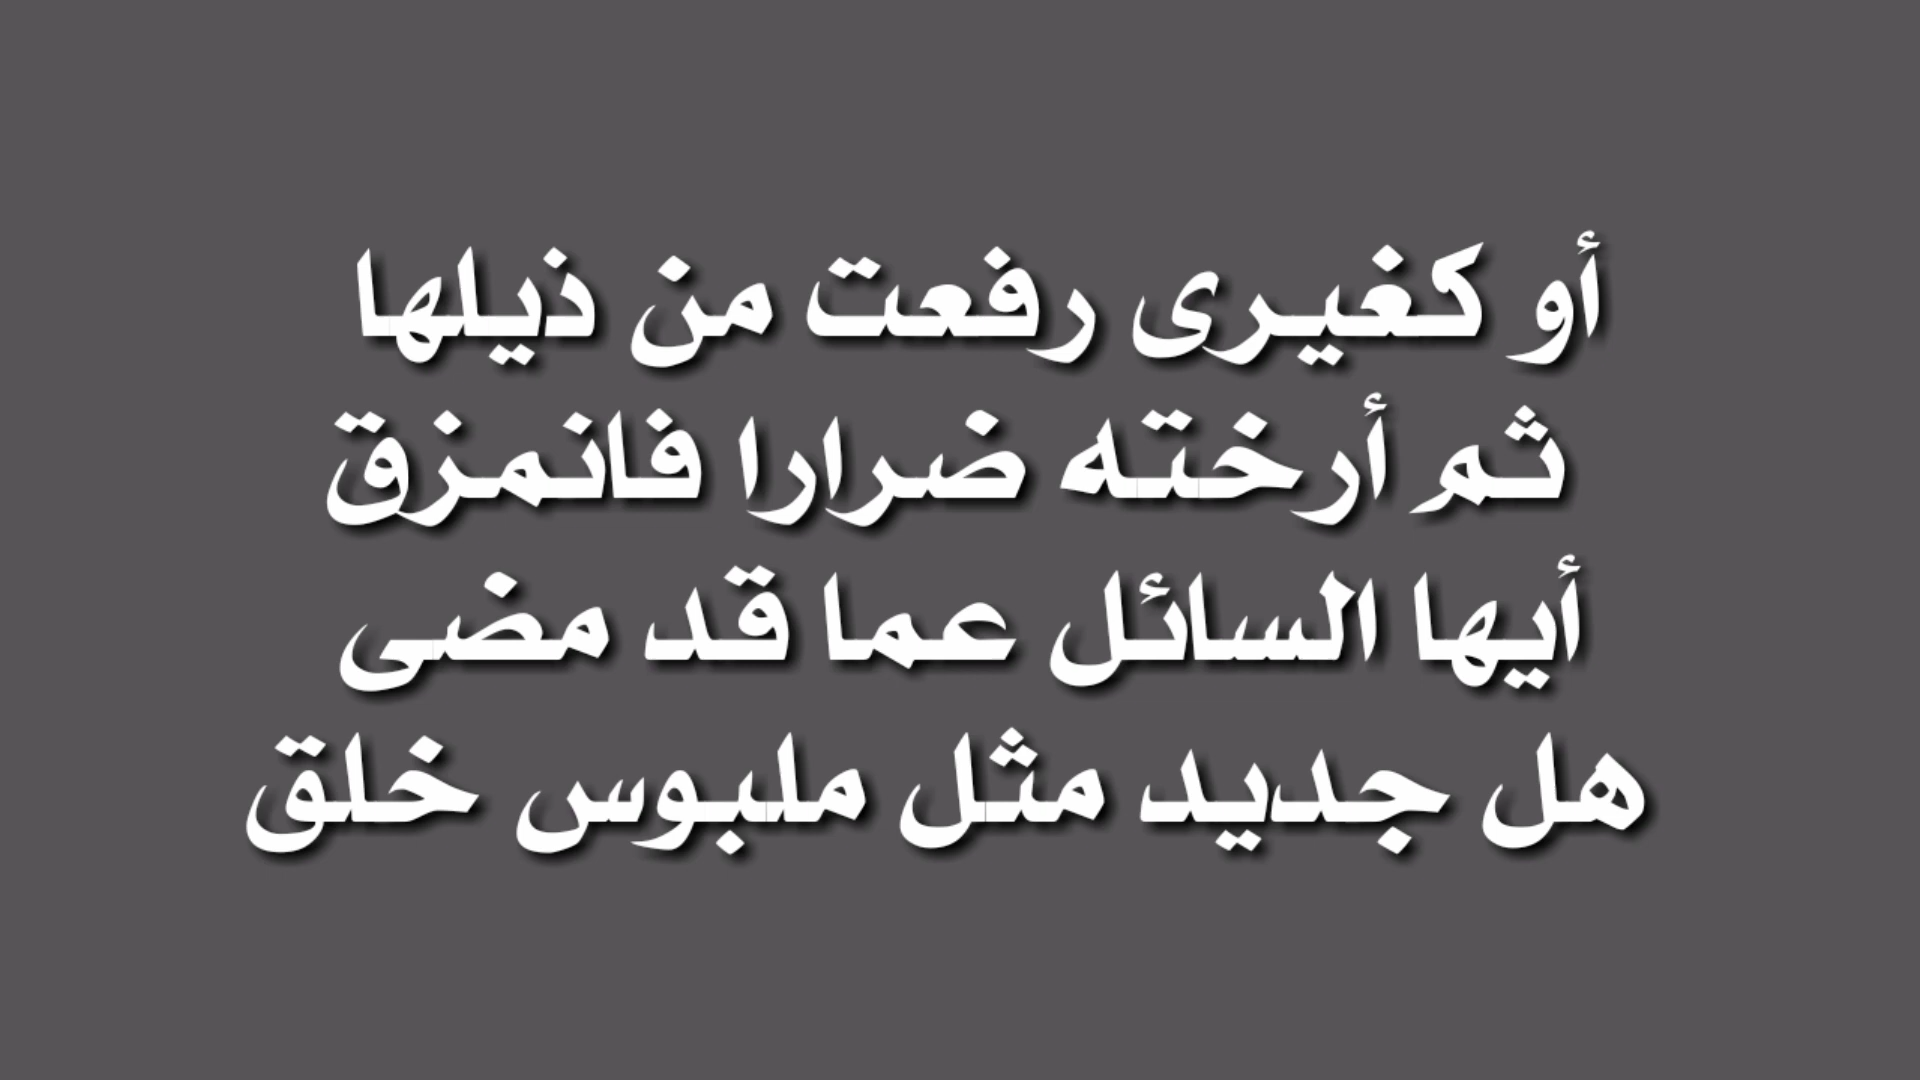 أو كغيرى رفعت من ذيلها
ثم أرخته ضرارا فانمزق
أيها السائل عما قد مضى
هل جديد مثل ملبوس خلق